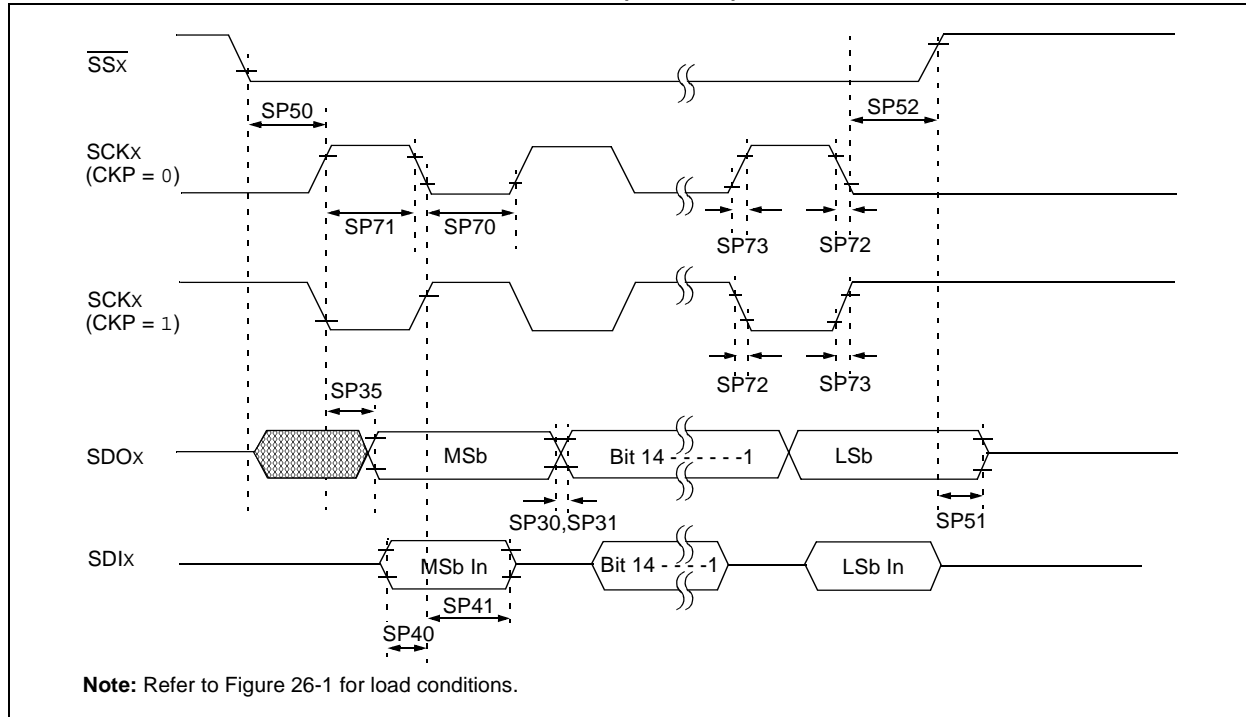 SSX
SP50
SP52
SCKX
(CKP = 0)
SP71
SP70
SP73
SP72
SCKX
(CKP = 1)
SP35
SP72
SP73
SDOX
MSb
Bit 14 - - - - - -1
LSb
SP30,SP31
SP51
SDIX
MSb In
Bit 14 - - - -1
LSb In
SP41
SP40
Note: Refer to Figure 26-1 for load conditions.